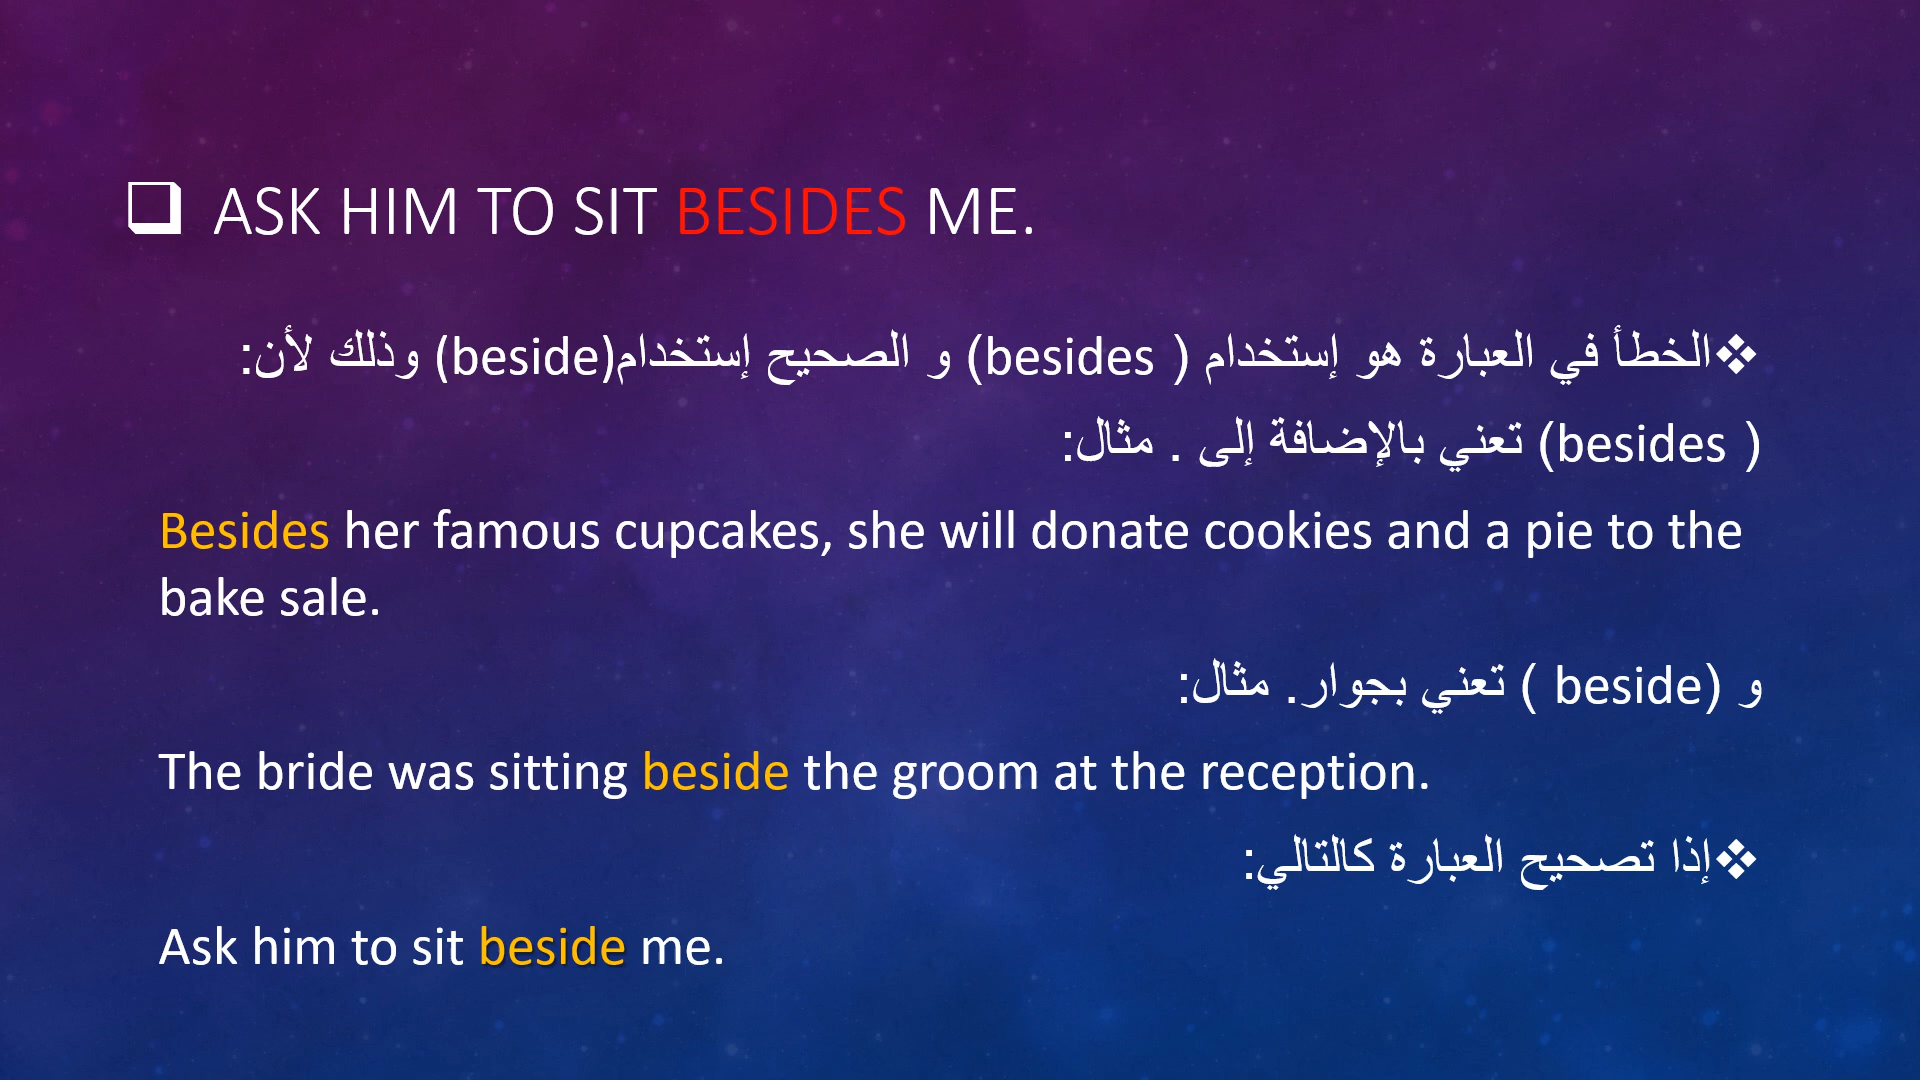 ASK HIM TO SIT BESIDES ME.
الخطأ في العبارة هو إستخدام ( besides) و الصحيح إستخدام(beside) وذلك لأن:
( besides) تعني بالإضافة إلى . مثال:
Besides her famous cupcakes, she will donate cookies and a pie to the
bake sale.
و (beside ) تعني بجوار. مثال:
The bride was sitting beside the groom at the reception.
إذا تصحيح العبارة كالتالي:
Ask him to sit beside me.